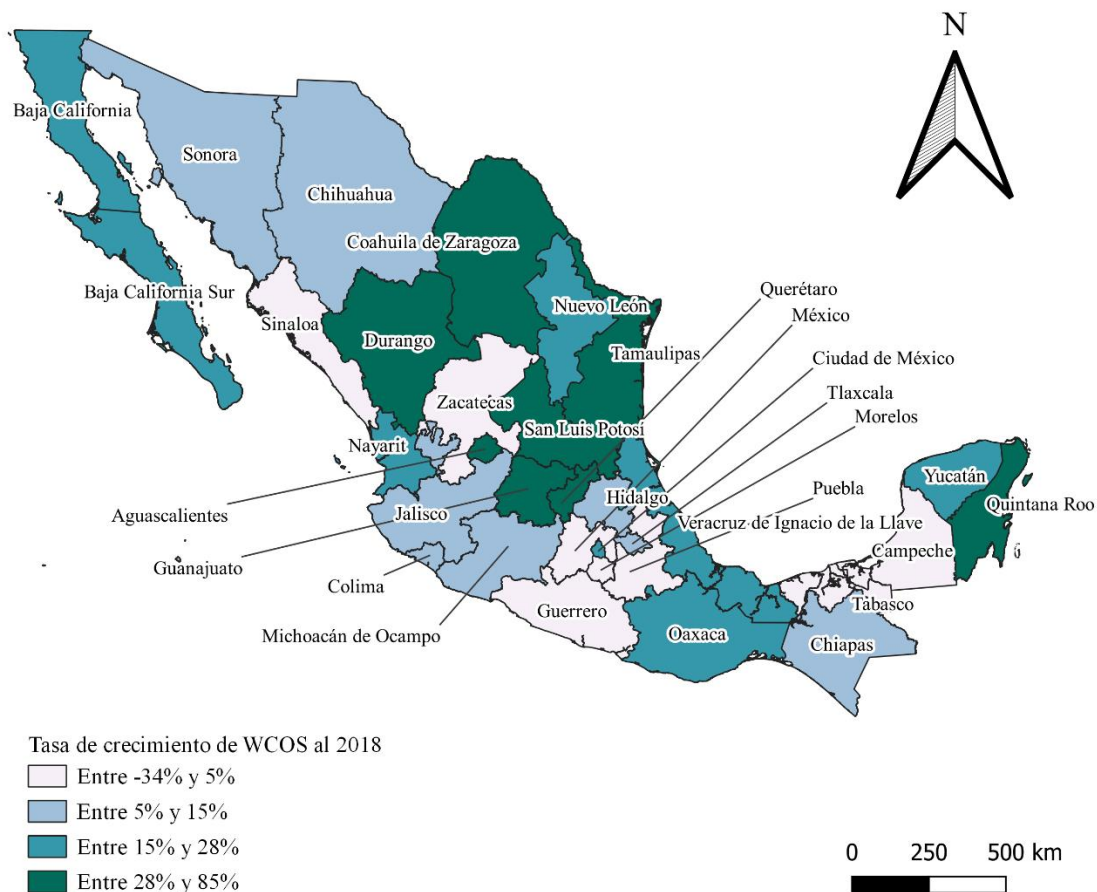 N
Baja California
Sonora
Chihuahua
Coahuila de Zaragoza
Querétaro
México
Baja California Sur
Nuevo León
Sinaloa
Durango
Tamaulipas
Ciudad de México
Tlaxcala
Zacatecas
Morelos
San Luis Potosí
Nayarit
Yucatán
Puebla
Hidalgo
Quintana Roo
Aguascalientes
Jalisco
Veracruz de Ignacio de la Llave
Campeche
Guanajuato
Colima
Guerrero
Tabasco
Michoacán de Ocampo
Oaxaca
Chiapas
Tasa de crecimiento de WCOS al 2018
Entre -34% y 5%
Entre 5% y 15%
Entre 15% y 28%
Entre 28% y 85%
0 250 500 km